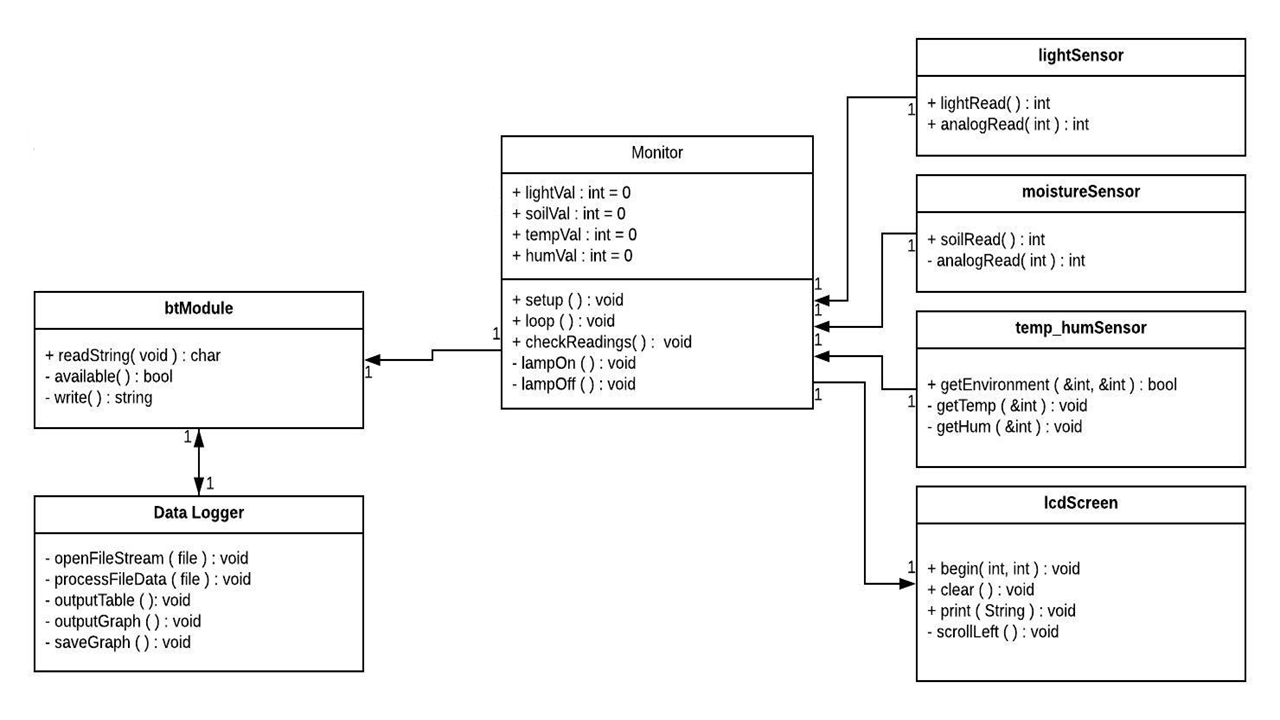 lightSensor
+ lightRead( ) : int
+ analogRead( int ) : int
1
moistureSensor
+ soilRead( ) : int
- analogRead( int ) : int
1
temp_humSensor
+ getEnvironment ( &int, &int ) : bool
- getTemp ( &int ) : void
- getHum ( &int ) : void
1
lcdScreen
+ begin( int, int ) : void
+ clear ( ) : void
+ print ( String ) : void
- scrollLeft ( ) : void
1
Monitor
+ lightVal : int = 0
+ soilVal : int = 0
+ tempVal : int = 0
+ humVal : int = 0
+ setup ( ) : void
+ loop ( ) : void
+ checkReadings( ) : void
- lampOn ( ) : void
- lampOff ( ) : void
1
1
1
1
1
btModule
+ readString( void ) : char
- available( ) : bool
- write( ) : string
1
1
Data Logger
- openFileStream ( file ) : void
- processFileData ( file ) : void
- outputTable ( ): void
- outputGraph ( ) : void
- saveGraph ( ) : void
1